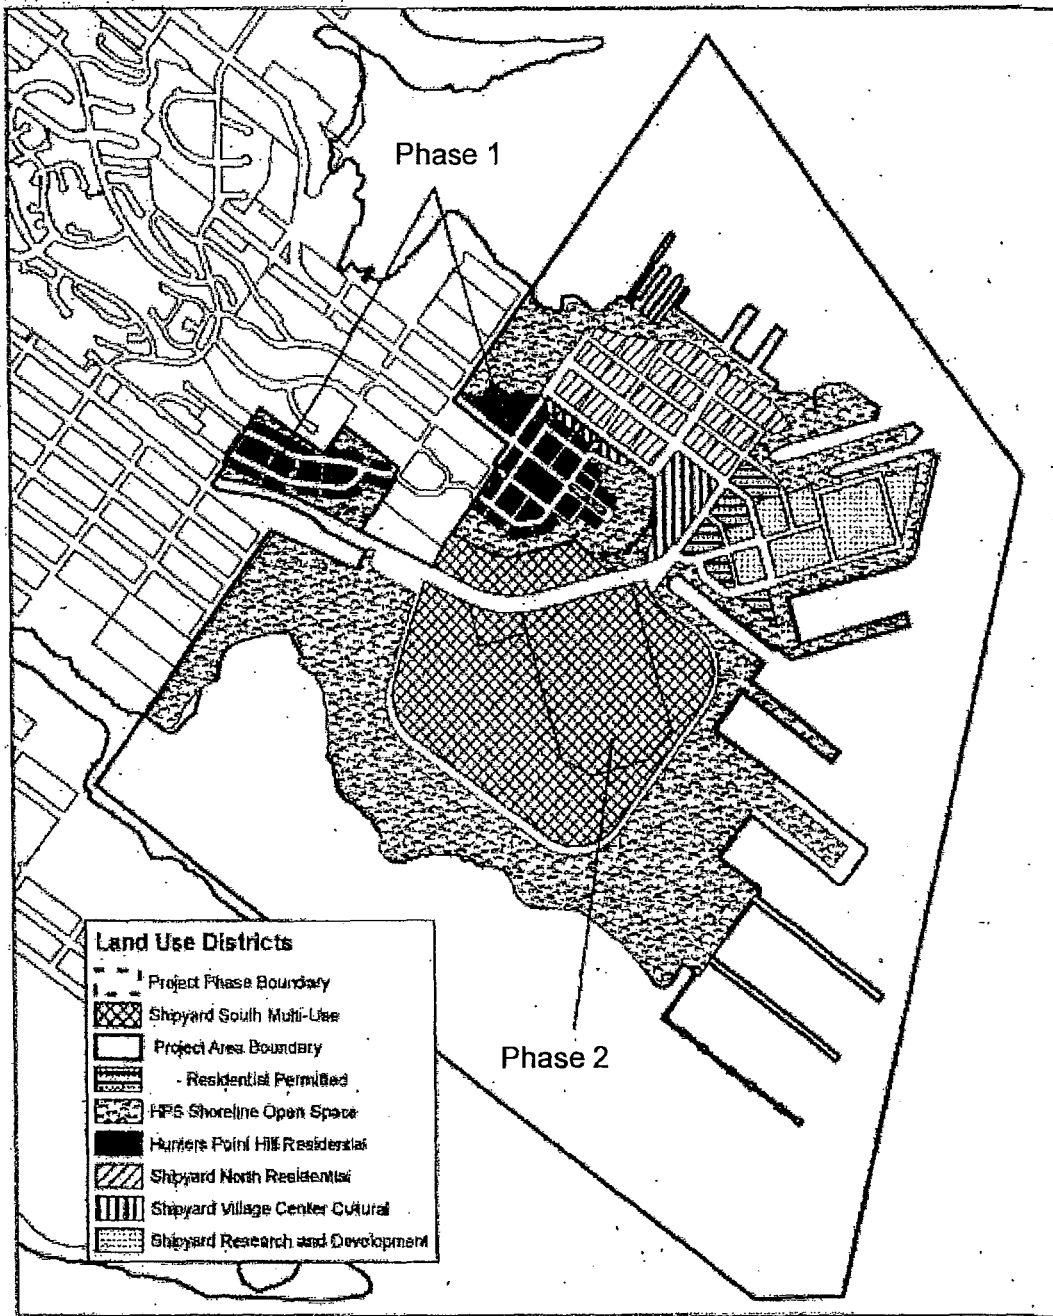 Phase 1
Phase 2
Land Use Districts
Project Phase Boundary
Shipyard South Multi-Use
Project Area Boundary
- Residential Permitted
HPS Shoreline Open Space
Hunters Point Hill Residential
Shipyard North Residential
Shipyard Village Center Cultural
Shipyard Research and Development